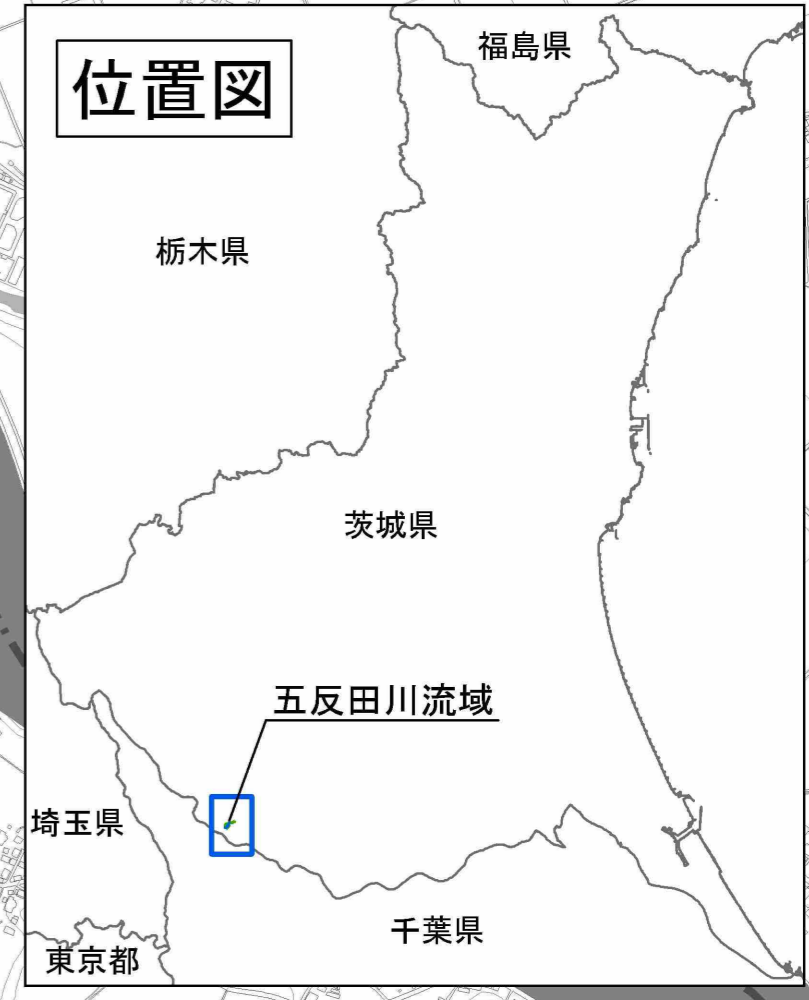 福島県
位置図
栃木県
茨城県
五反田川流域
埼玉県
千葉県
東京都